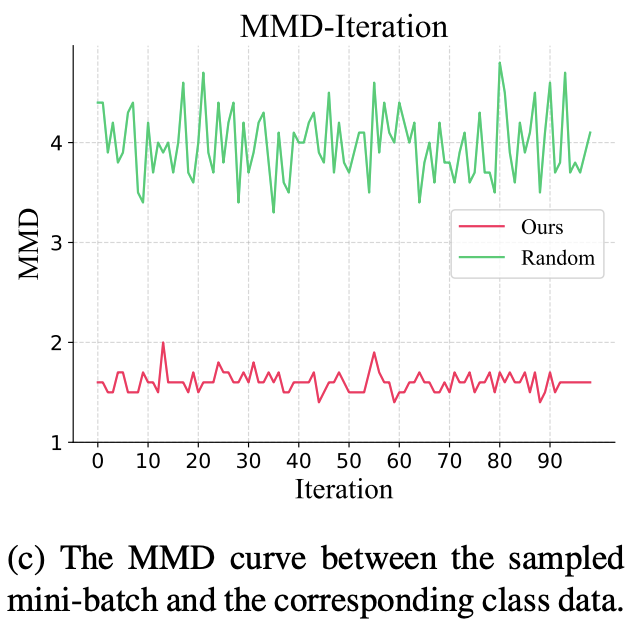 MMD-Iteration
MMD
4
3
2
1
Ours
Random
0 10 20 30 40 50 60 70 80 90
Iteration
(c) The MMD curve between the sampled
mini-batch and the corresponding class data.